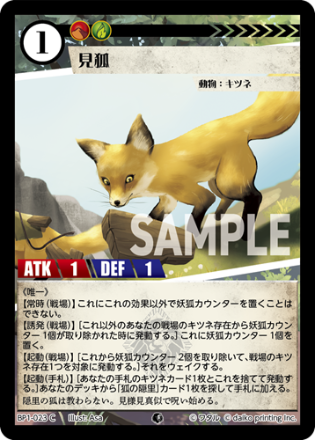 1
見狐
動物：キツネ
SAMPLE
ATK 1 DEF 1
《唯一》
【常時(戦場)】これにこれの効果以外で妖狐カウンターを置くことは
できない。
【誘発(戦場)】[これ以外のあなたの戦場のキツネ存在から妖狐カウンター
1個が取り除かれた時に発動する。] これに妖狐カウンター1個を
置く。
【起動(戦場)】[これから妖狐カウンター2個を取り除いて、戦場のキツ
ネ存在1つを対象に発動する。]それをウェイクする。
【起動(手札)】[あなたの手札のキツネカード1枚とこれを捨てて発動す
る。]あなたのデッキから「狐の隠里」カード1枚を探して手札に加える。
隠里の狐は教わらない。見様見真似で呪い始める。
BP1-023 C Illust:Asa © ワタル © daiko printing Inc.